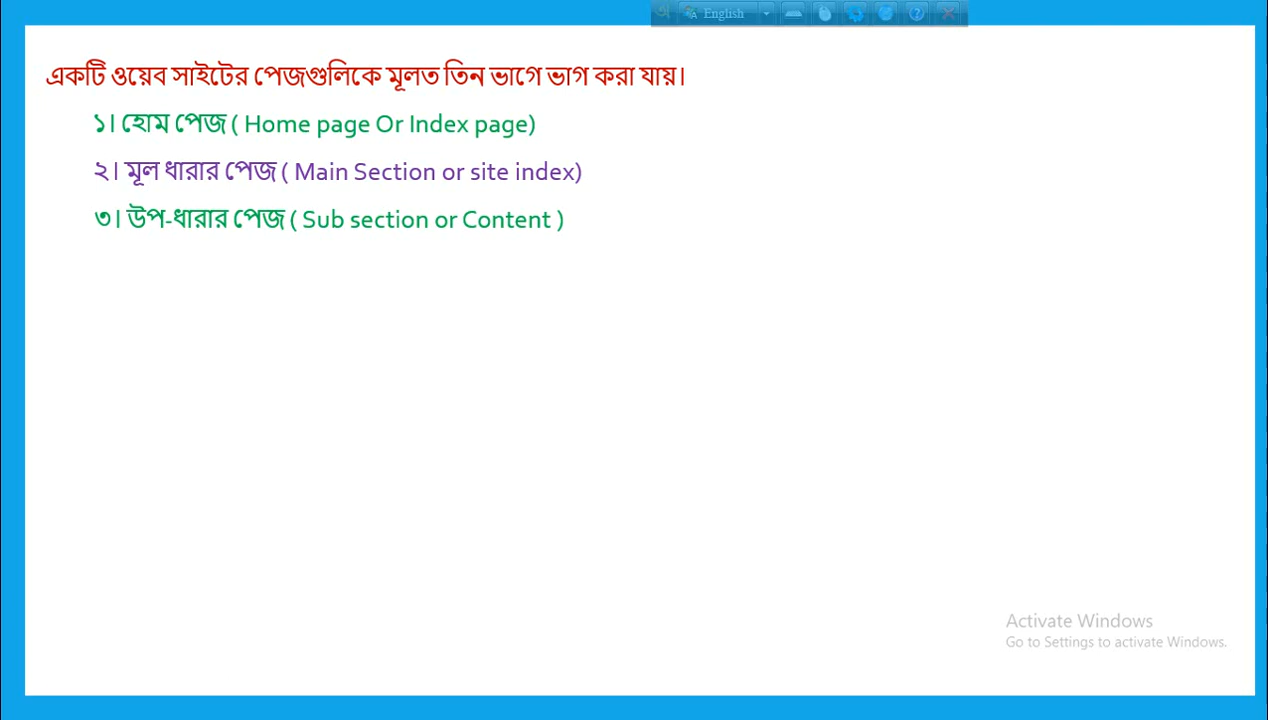 English
একটি ওয়েব সাইটের পেজগুলিকে মূলত তিন ভাগে ভাগ করা যায়।
১। হোম পেজ ( Home page Or Index page)
২। মূল ধারার পেজ ( Main Section or site index)
৩। উপ-ধারার পেজ ( Sub section or Content )
Activate Windows
Go to Settings to activate Windows.